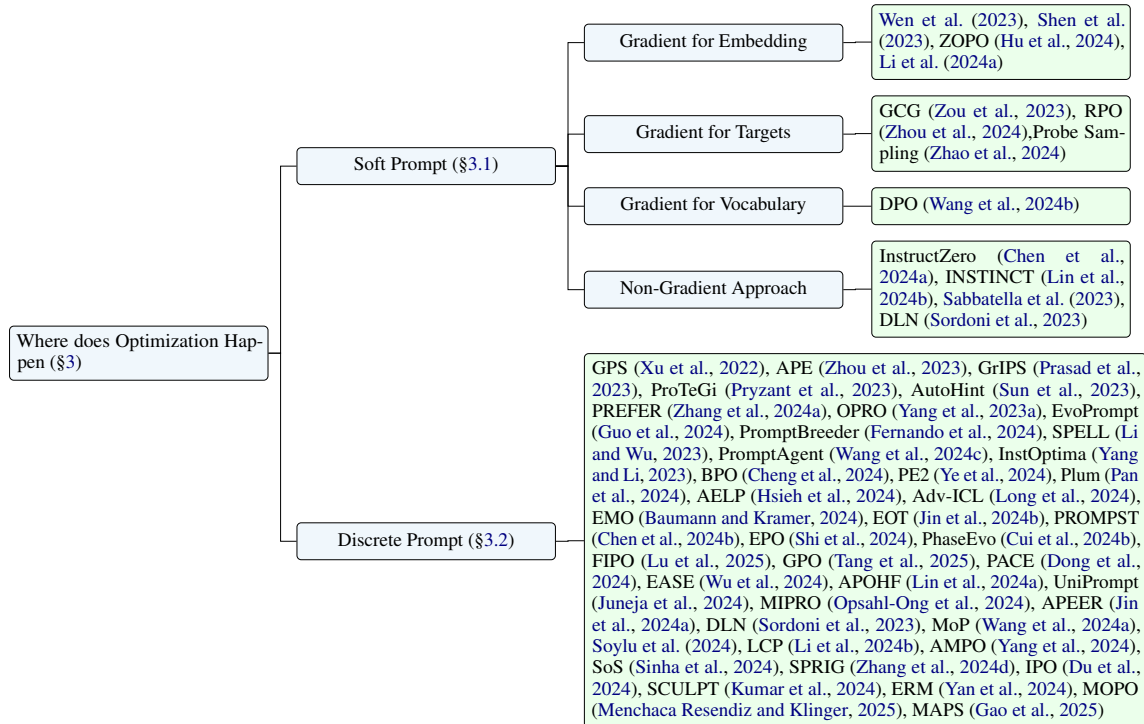 Where does Optimization Hap-
pen (§3)
Soft Prompt (§3.1)
Gradient for Embedding
Wen et al. (2023), Shen et al.
(2023), ZOPO (Hu et al., 2024),
Li et al. (2024a)
Gradient for Targets
GCG (Zou et al., 2023), RPO
(Zhou et al., 2024),Probe Sam-
pling (Zhao et al., 2024)
Gradient for Vocabulary
DPO (Wang et al., 2024b)
Non-Gradient Approach
InstructZero (Chen et al.,
2024a), INSTINCT (Lin et al.,
2024b), Sabbatella et al. (2023),
DLN (Sordoni et al., 2023)
Discrete Prompt (§3.2)
GPS (Xu et al., 2022), APE (Zhou et al., 2023), GrIPS (Prasad et al.,
2023), ProTeGi (Pryzant et al., 2023), AutoHint (Sun et al., 2023),
PREFER (Zhang et al., 2024a), OPRO (Yang et al., 2023a), EvoPrompt
(Guo et al., 2024), PromptBreeder (Fernando et al., 2024), SPELL (Li
and Wu, 2023), PromptAgent (Wang et al., 2024c), InstOptima (Yang
and Li, 2023), BPO (Cheng et al., 2024), PE2 (Ye et al., 2024), Plum (Pan
et al., 2024), AELP (Hsieh et al., 2024), Adv-ICL (Long et al., 2024),
EMO (Baumann and Kramer, 2024), EOT (Jin et al., 2024b), PROMPST
(Chen et al., 2024b), EPO (Shi et al., 2024), PhaseEvo (Cui et al., 2024b),
FIPO (Lu et al., 2025), GPO (Tang et al., 2025), PACE (Dong et al.,
2024), EASE (Wu et al., 2024), APOHF (Lin et al., 2024a), UniPrompt
(Juneja et al., 2024), MIPRO (Opsahl-Ong et al., 2024), APEER (Jin
et al., 2024a), DLN (Sordoni et al., 2023), MoP (Wang et al., 2024a),
Soylu et al. (2024), LCP (Li et al., 2024b), AMPO (Yang et al., 2024),
SoS (Sinha et al., 2024), SPRIG (Zhang et al., 2024d), IPO (Du et al.,
2024), SCULPT (Kumar et al., 2024), ERM (Yan et al., 2024), MOPO
(Menchaca Resendiz and Klinger, 2025), MAPS (Gao et al., 2025)